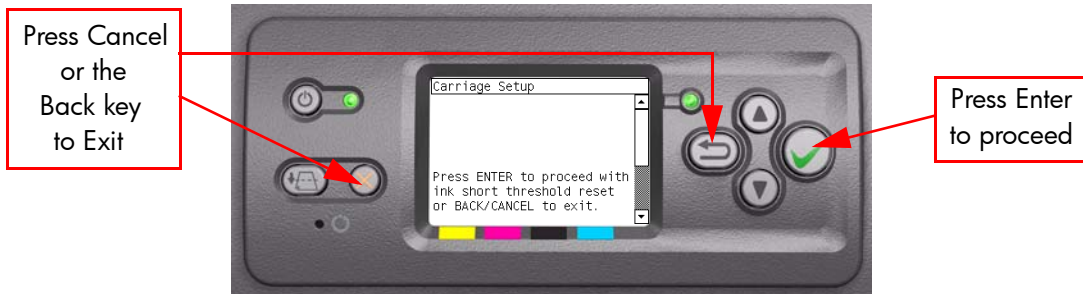 Press Cancel
or the
Back key
to Exit
Carriage Setup
Press ENTER to proceed with
ink short threshold reset
or BACK/CANCEL to exit.
Press Enter
to proceed